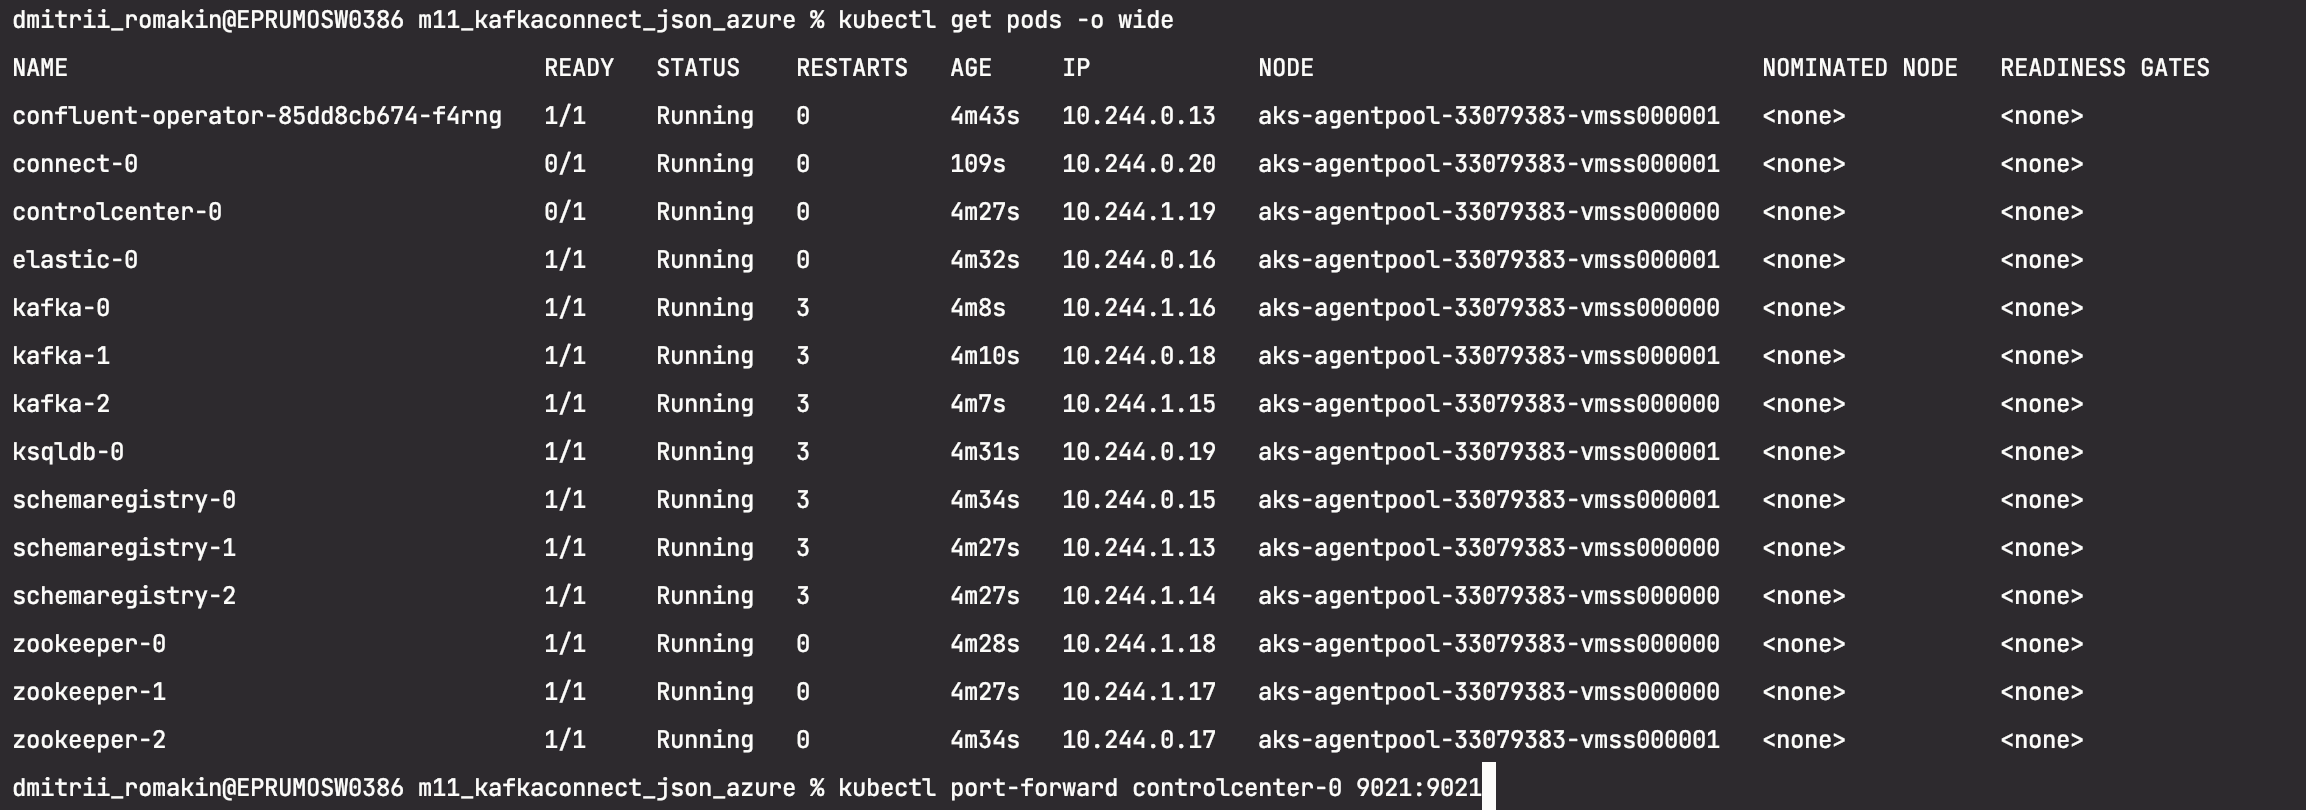 dmitrii_romakin@EPRUMOSW0386 m11_kafkaconnect_json_azure % kubectl get pods -o wide
NAME READY STATUS RESTARTS AGE IP NODE NOMINATED NODE READINESS GATES
confluent-operator-85dd8cb674-f4rng 1/1 Running 0 4m43s 10.244.0.13 aks-agentpool-33079383-vmss000001 <none> <none>
connect-0 0/1 Running 0 109s 10.244.0.20 aks-agentpool-33079383-vmss000001 <none> <none>
controlcenter-0 0/1 Running 0 4m27s 10.244.1.19 aks-agentpool-33079383-vmss000000 <none> <none>
elastic-0 1/1 Running 0 4m32s 10.244.0.16 aks-agentpool-33079383-vmss000001 <none> <none>
kafka-0 1/1 Running 3 4m8s 10.244.1.16 aks-agentpool-33079383-vmss000000 <none> <none>
kafka-1 1/1 Running 3 4m10s 10.244.0.18 aks-agentpool-33079383-vmss000001 <none> <none>
kafka-2 1/1 Running 3 4m7s 10.244.1.15 aks-agentpool-33079383-vmss000000 <none> <none>
ksqldb-0 1/1 Running 3 4m31s 10.244.0.19 aks-agentpool-33079383-vmss000001 <none> <none>
schemaregistry-0 1/1 Running 3 4m34s 10.244.0.15 aks-agentpool-33079383-vmss000001 <none> <none>
schemaregistry-1 1/1 Running 3 4m27s 10.244.1.13 aks-agentpool-33079383-vmss000000 <none> <none>
schemaregistry-2 1/1 Running 3 4m27s 10.244.1.14 aks-agentpool-33079383-vmss000000 <none> <none>
zookeeper-0 1/1 Running 0 4m28s 10.244.1.18 aks-agentpool-33079383-vmss000000 <none> <none>
zookeeper-1 1/1 Running 0 4m27s 10.244.1.17 aks-agentpool-33079383-vmss000000 <none> <none>
zookeeper-2 1/1 Running 0 4m34s 10.244.0.17 aks-agentpool-33079383-vmss000001 <none> <none>
dmitrii_romakin@EPRUMOSW0386 m11_kafkaconnect_json_azure % kubectl port-forward controlcenter-0 9021:9021